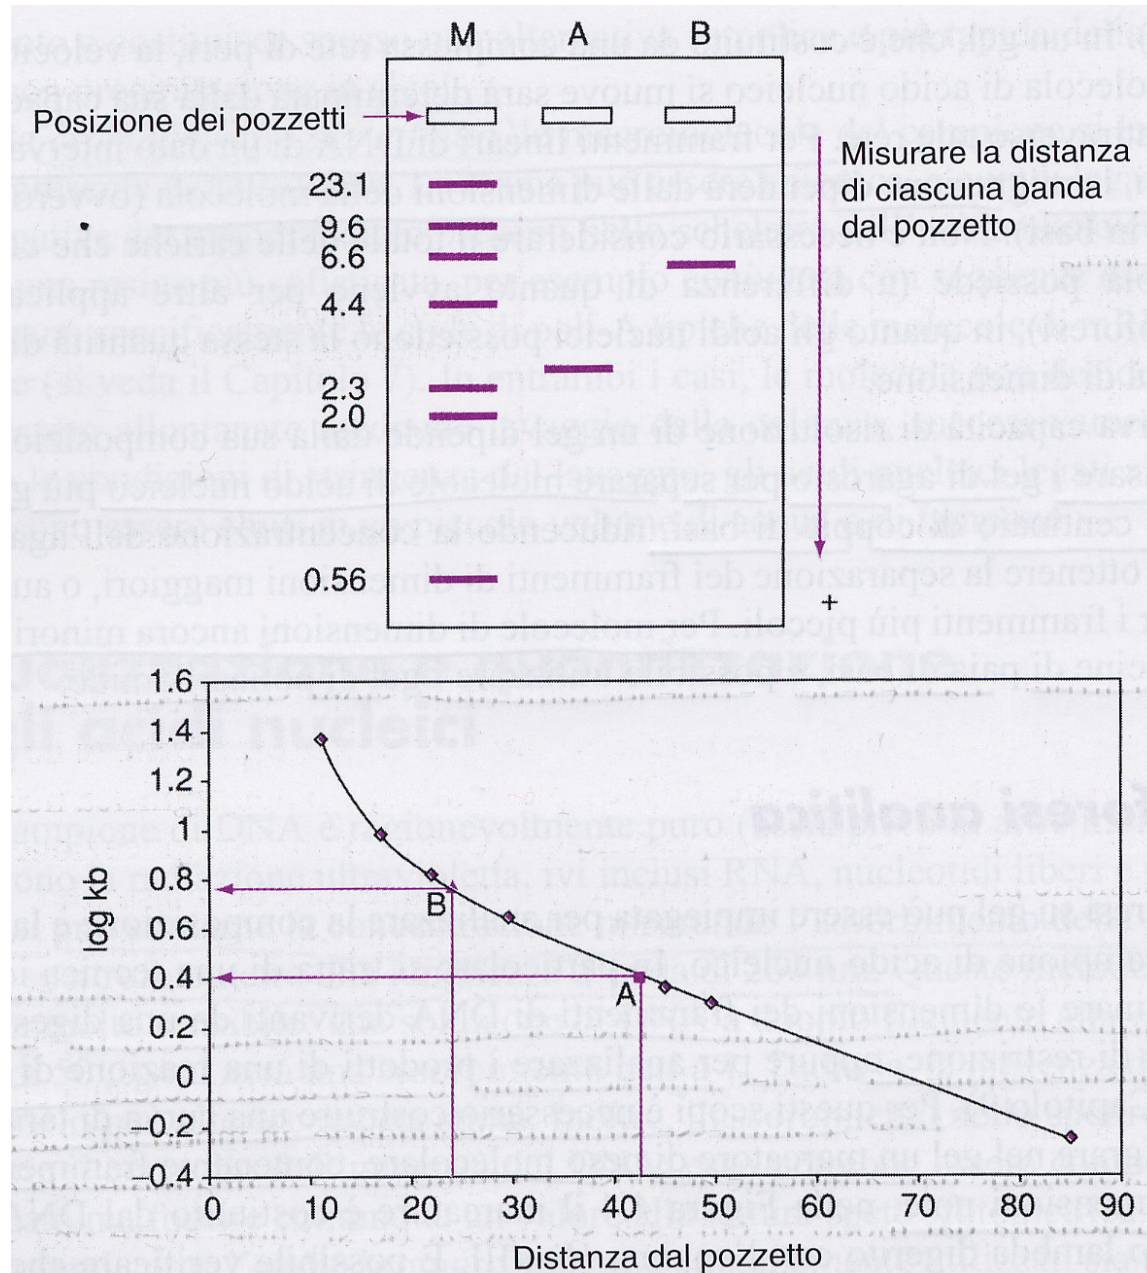 M A B
−
Posizione dei pozzetti
23.1
9.6
6.6
4.4
2.3
2.0
0.56
Misurare la distanza
di ciascuna banda
dal pozzetto
+
1.6
1.4
1.2
1
0.8
0.6
0.4
0.2
0
−0.2
−0.4
log kb
B
A
0 10 20 30 40 50 60 70 80 90
Distanza dal pozzetto